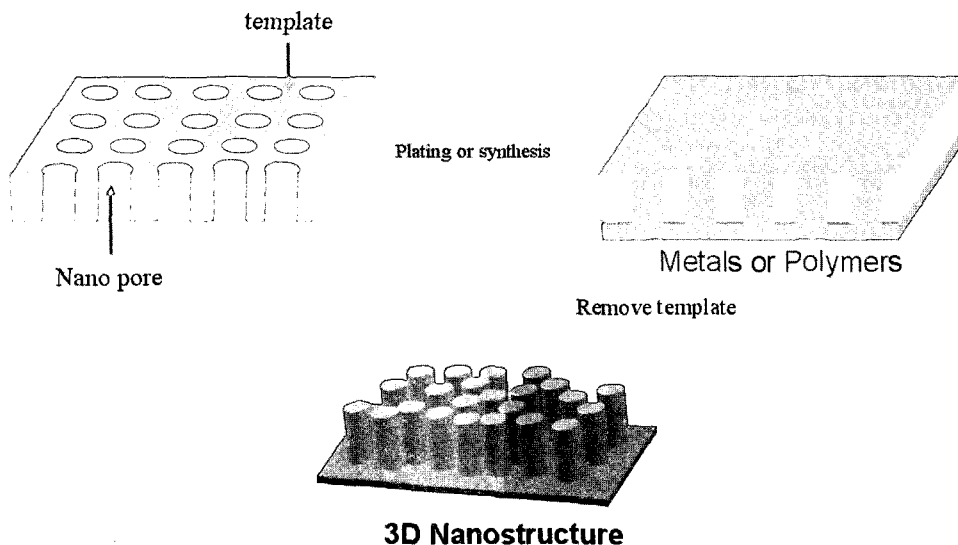 template
Plating or synthesis
Nano pore
Metals or Polymers
Remove template
3D Nanostructure